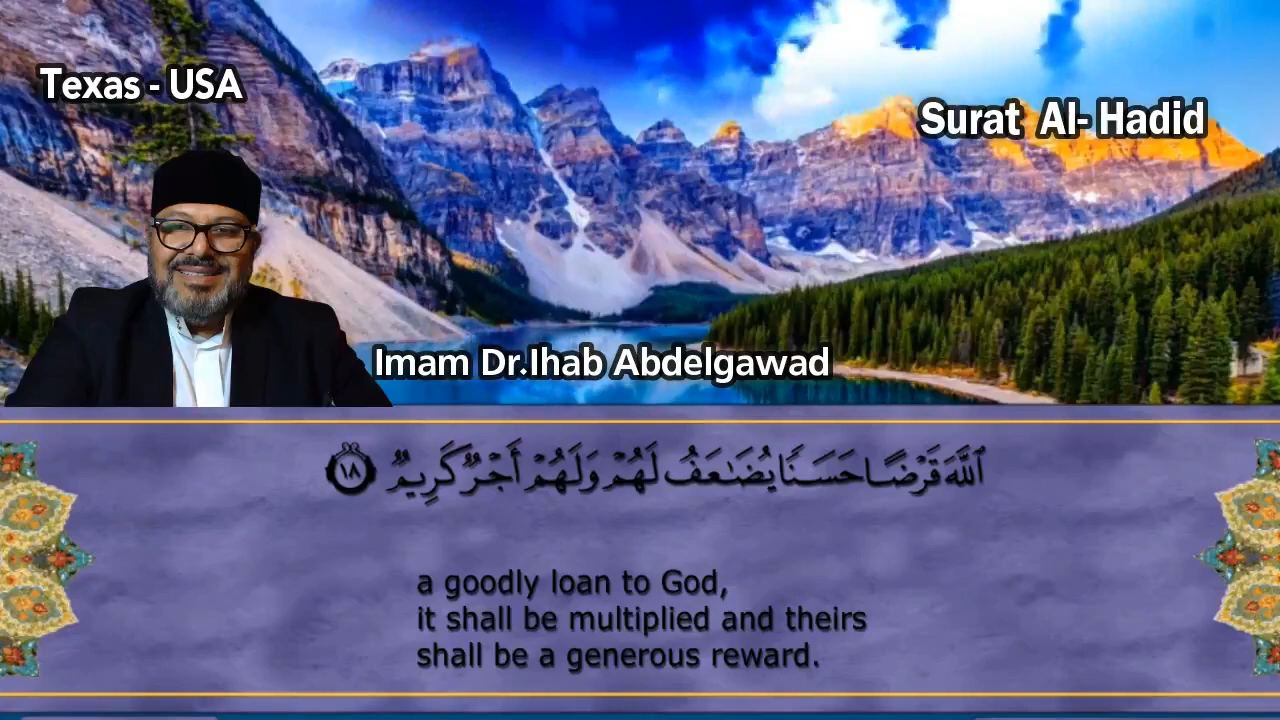 Texas - USA
Surat Al- Hadid
Imam Dr.Ihab Abdelgawad
ٱللَّهَ قَرۡضًا حَسَنٗا يُضَٰعَفُ لَهُمۡ وَلَهُمۡ أَجۡرٞ كَرِيمٞ ١٨
a goodly loan to God,
it shall be multiplied and theirs
shall be a generous reward.